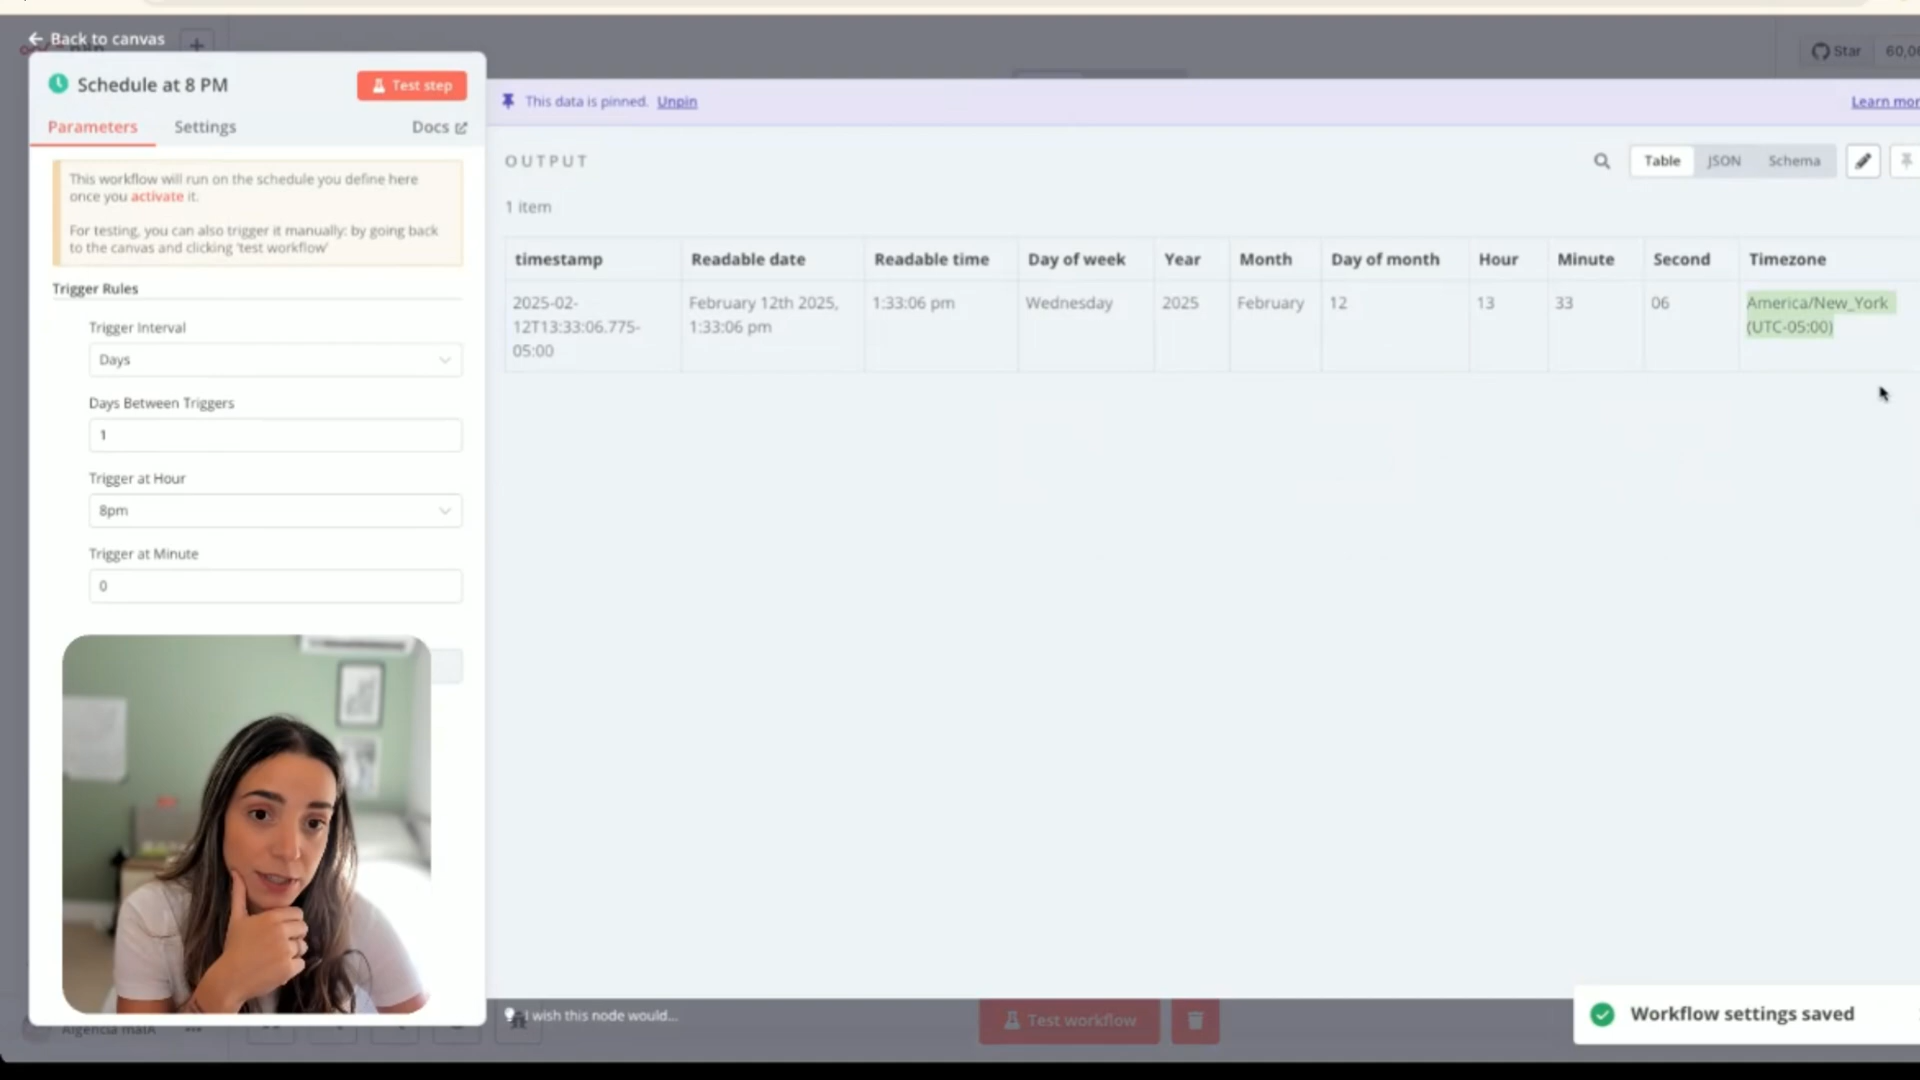 Back to canvas
Star
60,0
Schedule at 8 PM
Test step
Parameters
Settings
Docs
This data is pinned. Unpin
Learn mor
This workflow will run on the schedule you define here
once you activate it.
For testing, you can also trigger it manually: by going back
to the canvas and clicking 'test workflow'
OUTPUT
Table
JSON
Schema
1 item
timestamp
Readable date
Readable time
Day of week
Year
Month
Day of month
Hour
Minute
Second
Timezone
2025-02-
12T13:33:06.775-
05:00
February 12th 2025,
1:33:06 pm
1:33:06 pm
Wednesday
2025
February
12
13
33
06
America/New_York
(UTC-05:00)
Trigger Rules
Trigger Interval
Days
Days Between Triggers
1
Trigger at Hour
8pm
Trigger at Minute
0
I wish this node would...
Test workflow
Workflow settings saved